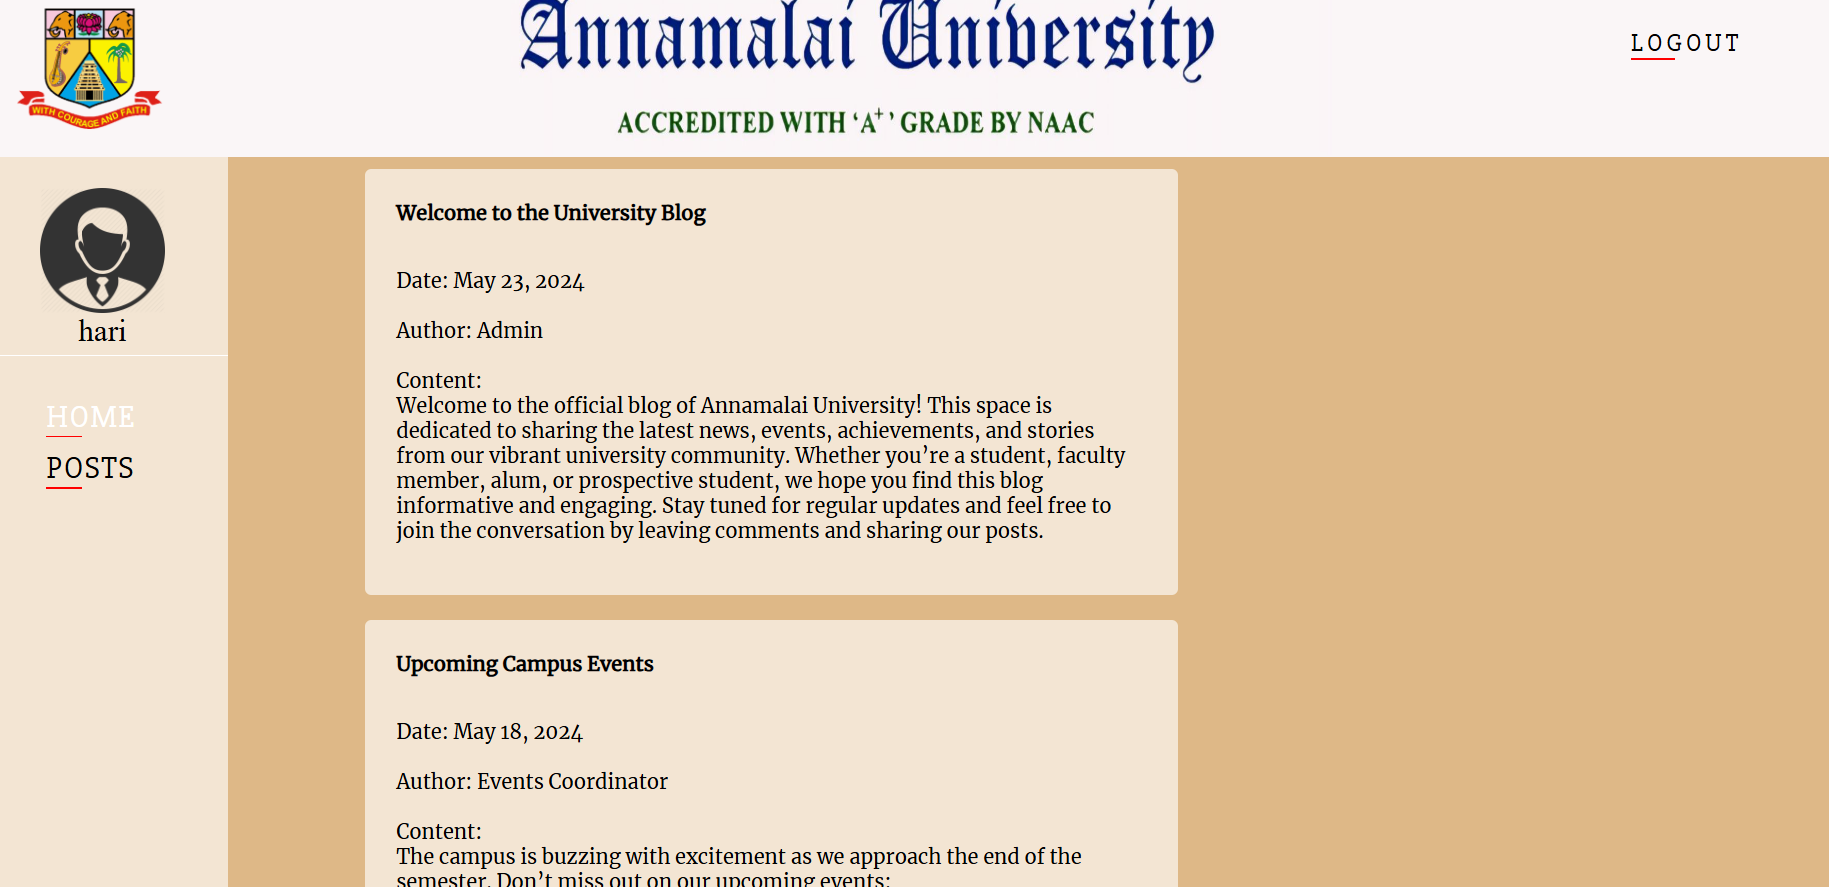 Annamalai University
LOGOUT
WITH COURAGE AND FAITH
ACCREDITED WITH ‘A+’ GRADE BY NAAC
hari
HOME
POSTS
Welcome to the University Blog
Date: May 23, 2024
Author: Admin
Content:
Welcome to the official blog of Annamalai University! This space is
dedicated to sharing the latest news, events, achievements, and stories
from our vibrant university community. Whether you’re a student, faculty
member, alum, or prospective student, we hope you find this blog
informative and engaging. Stay tuned for regular updates and feel free to
join the conversation by leaving comments and sharing our posts.
Upcoming Campus Events
Date: May 18, 2024
Author: Events Coordinator
Content:
The campus is buzzing with excitement as we approach the end of the
semester. Don’t miss out on our upcoming events: